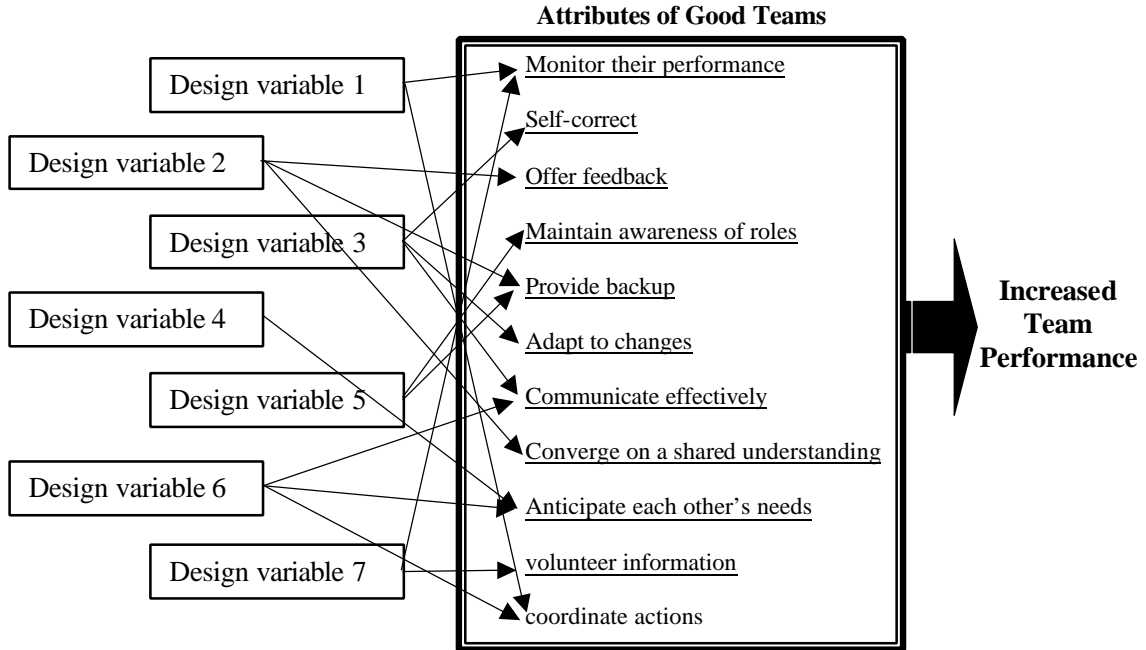 Attributes of Good Teams
Design variable 1
Design variable 2
Design variable 3
Design variable 4
Design variable 5
Design variable 6
Design variable 7
Monitor their performance
Self-correct
Offer feedback
Maintain awareness of roles
Provide backup
Adapt to changes
Communicate effectively
Converge on a shared understanding
Anticipate each other’s needs
volunteer information
coordinate actions
Increased
Team
Performance